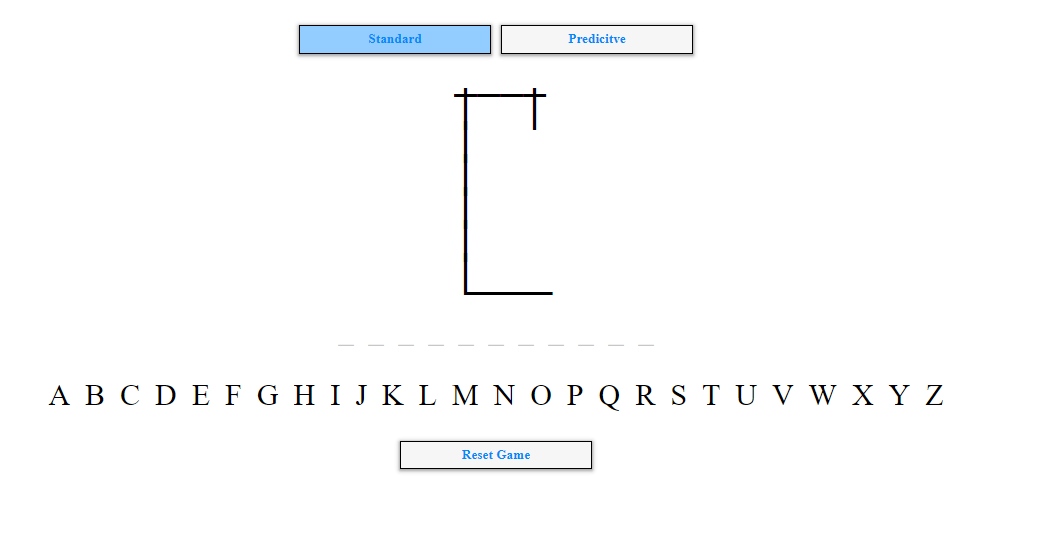 Standard Predicitve
_ _ _ _ _ _ _ _ _ _ _
A B C D E F G H I J K L M N O P Q R S T U V W X Y Z
Reset Game